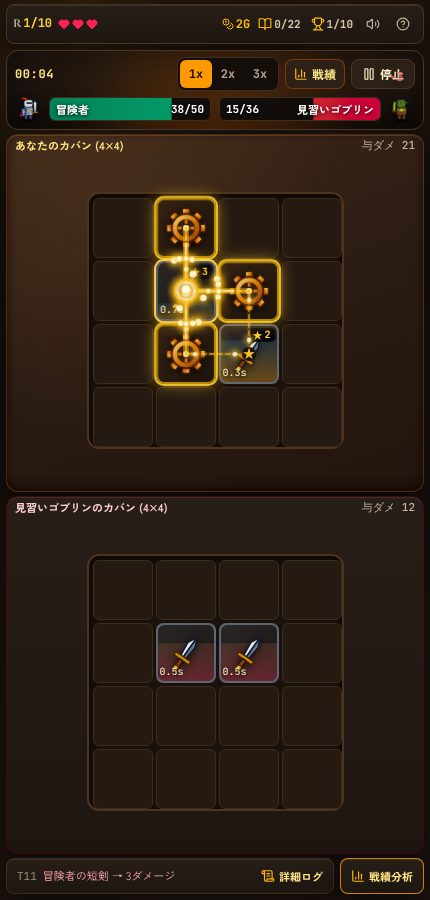 R 1/10 2G 0/22 1/10
00:04 1x 2x 3x 戦績 停止
冒険者 38/50 15/36 見習いゴブリン
あなたのカバン (4×4) 与ダメ 21
★3
★2
0.3s
見習いゴブリンのカバン (4×4) 与ダメ 12
0.5s 0.5s
T11 冒険者の短剣 → 3ダメージ 詳細ログ 戦績分析